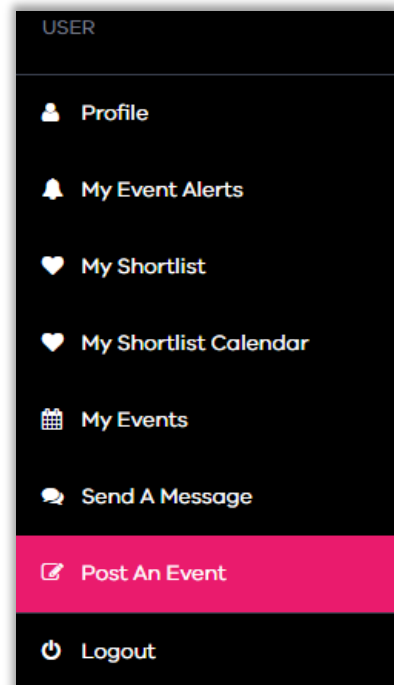 USER
Profile
My Event Alerts
My Shortlist
My Shortlist Calendar
My Events
Send A Message
Post An Event
Logout